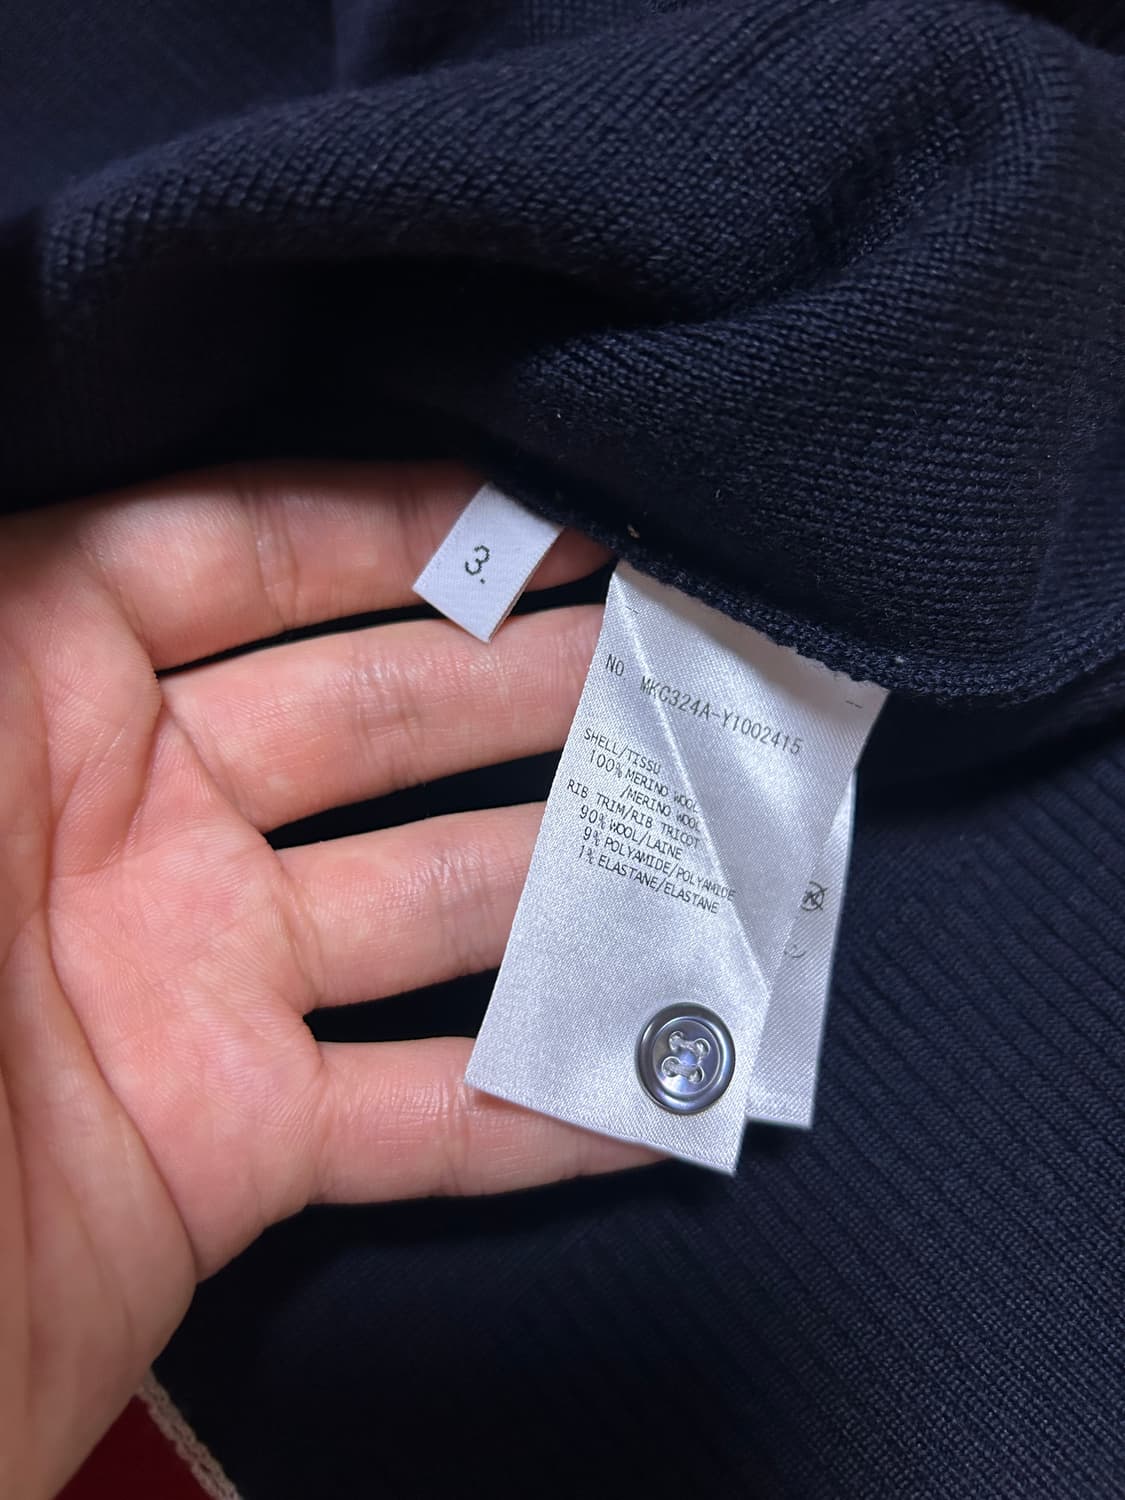 3.
NO MKC324A-Y1002415
SHELL/TISSU
100% MERINO WOOL
/MERINO WOOL
RIB TRIM/RIB TRICOT
90% WOOL/LAINE
9% POLYAMIDE/POLYAMIDE
1% ELASTANE/ELASTANE